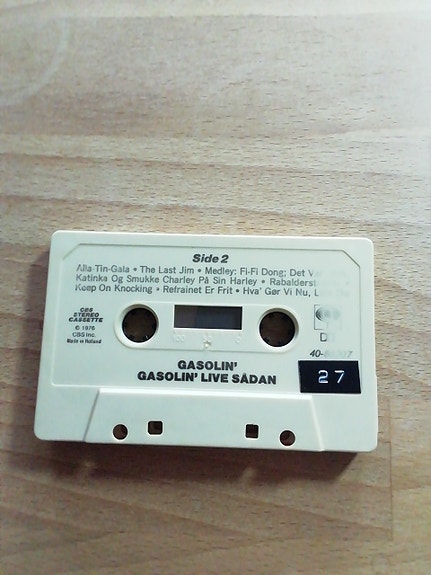 Side 2
Alla-Tin-Gala • The Last Jim • Medley: Fi-Fi Dong; Det
Katinka Og Smukke Charley På Sin Harley •
Keep On Knocking • Refrainet Er Frit • Hva' Gør Vi Nu,
CBS
STEREO
CASSETTE
© 1976
CBS Inc.
Made in Holland
100
40-
GASOLIN'
GASOLIN' LIVE SÅDAN
27